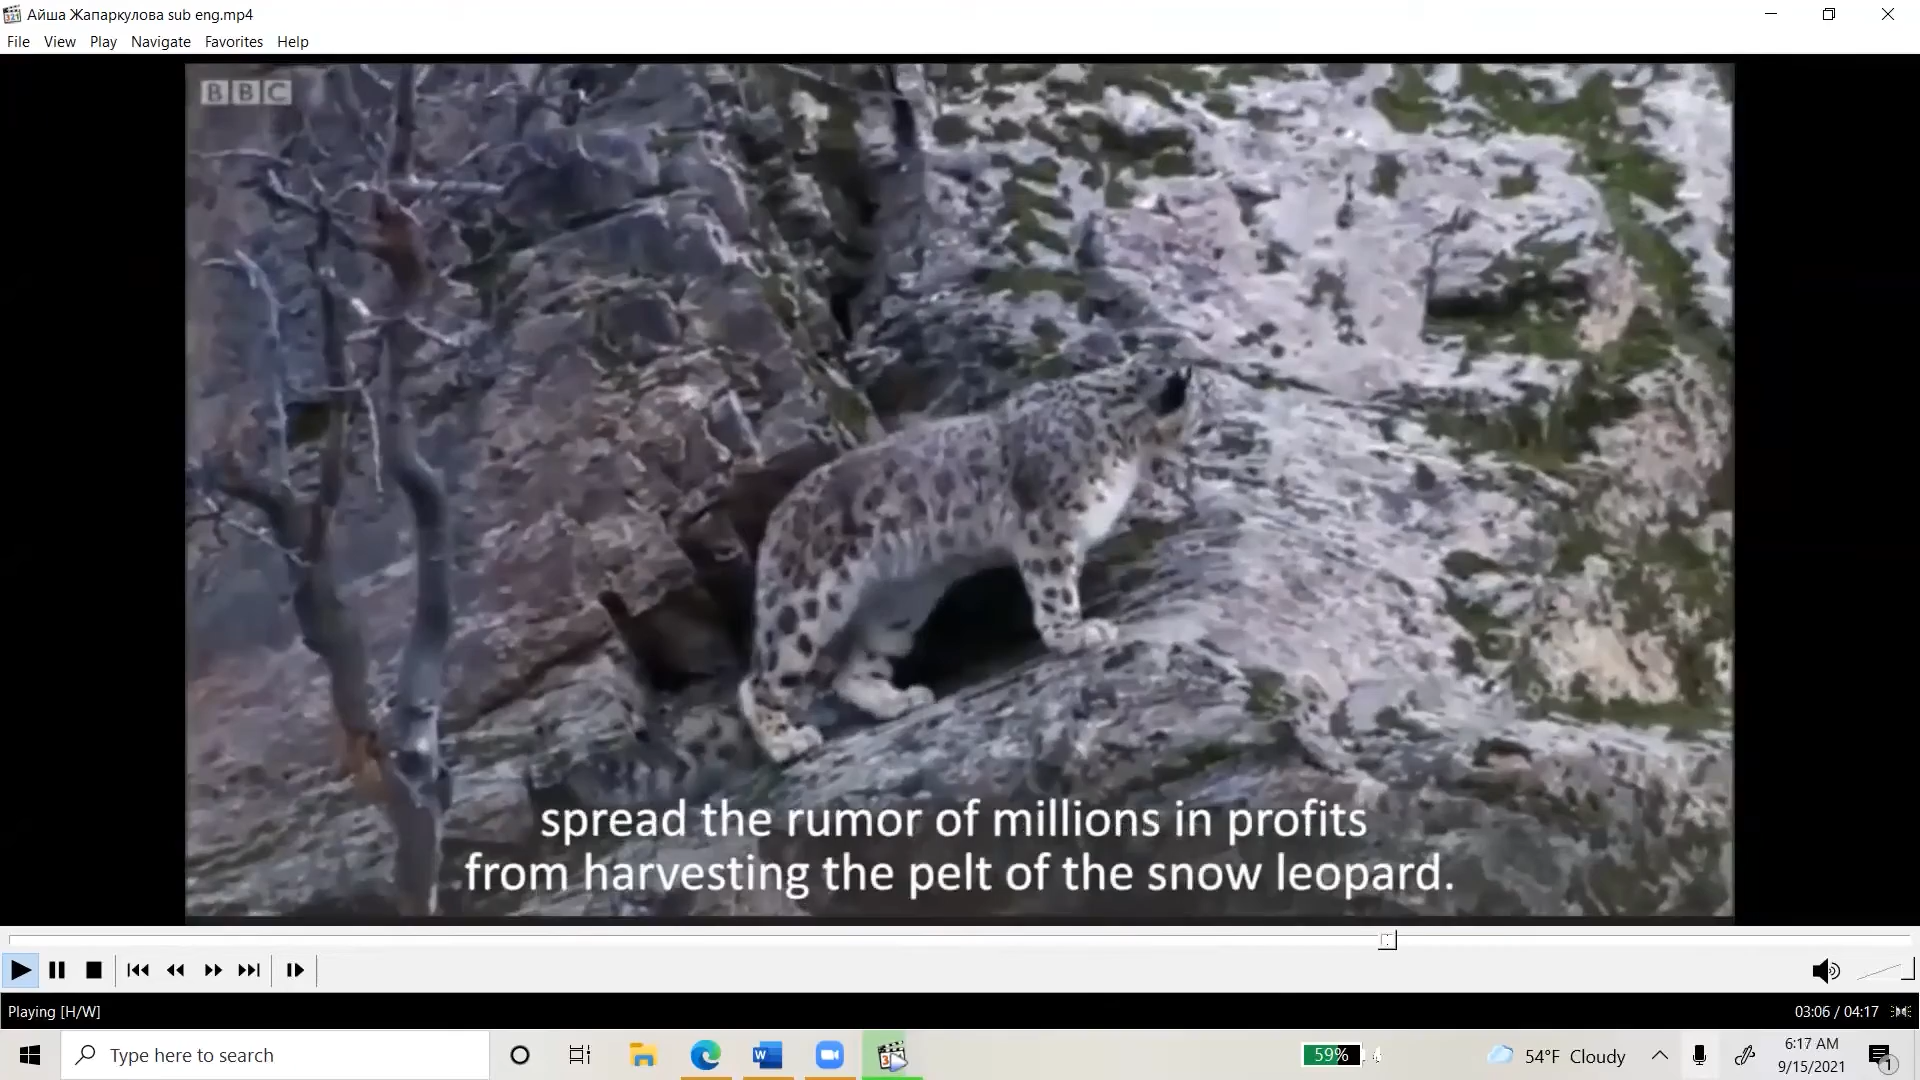 Айша Жапаркулова sub eng.mp4
File View Play Navigate Favorites Help
BBC
spread the rumor of millions in profits
from harvesting the pelt of the snow leopard.
Playing [H/W]
03:06 / 04:17
Type here to search
59%
54°F Cloudy
6:17 AM
9/15/2021
1